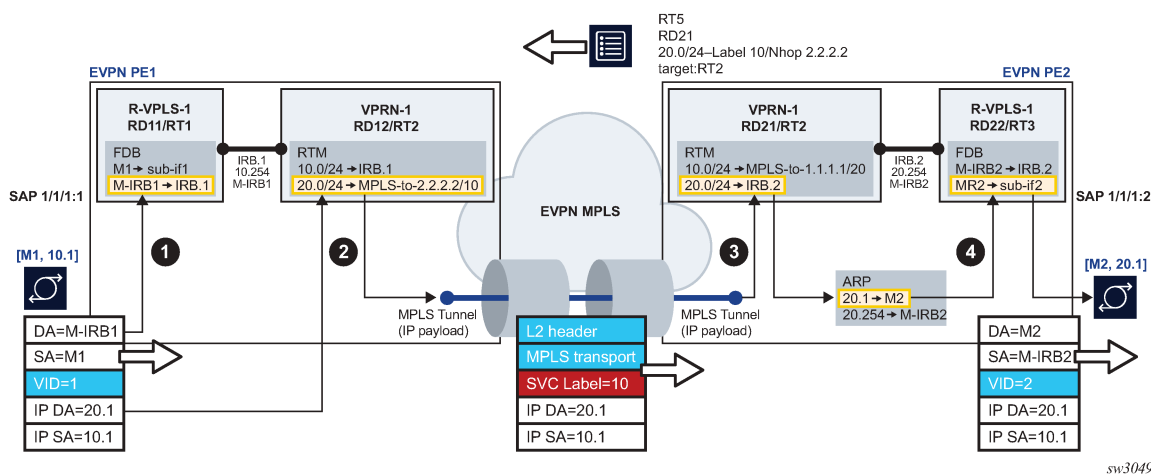 RT5
RD21
20.0/24–Label 10/Nhop 2.2.2.2
target:RT2
EVPN PE1
R-VPLS-1
RD11/RT1
FDB
M1→ sub-if1
M-IRB1→ IRB.1
IRB.1
10.254
M-IRB1
VPRN-1
RD12/RT2
RTM
10.0/24→IRB.1
20.0/24→MPLS-to-2.2.2.2/10
SAP 1/1/1:1
EVPN MPLS
EVPN PE2
VPRN-1
RD21/RT2
RTM
10.0/24→MPLS-to-1.1.1.1/20
20.0/24→ IRB.2
IRB.2
20.254
M-IRB2
R-VPLS-1
RD22/RT3
FDB
M-IRB2→ IRB.2
MR2→ sub-if2
SAP 1/1/1:2
1
2
3
4
[M1, 10.1]
[M2, 20.1]
ARP
20.1→ M2
20.254→ M-IRB2
MPLS Tunnel
(IP payload)
MPLS Tunnel
(IP payload)
DA=M-IRB1
SA=M1
VID=1
IP DA=20.1
IP SA=10.1
L2 header
MPLS transport
SVC Label=10
IP DA=20.1
IP SA=10.1
DA=M2
SA=M-IRB2
VID=2
IP DA=20.1
IP SA=10.1
sw3049